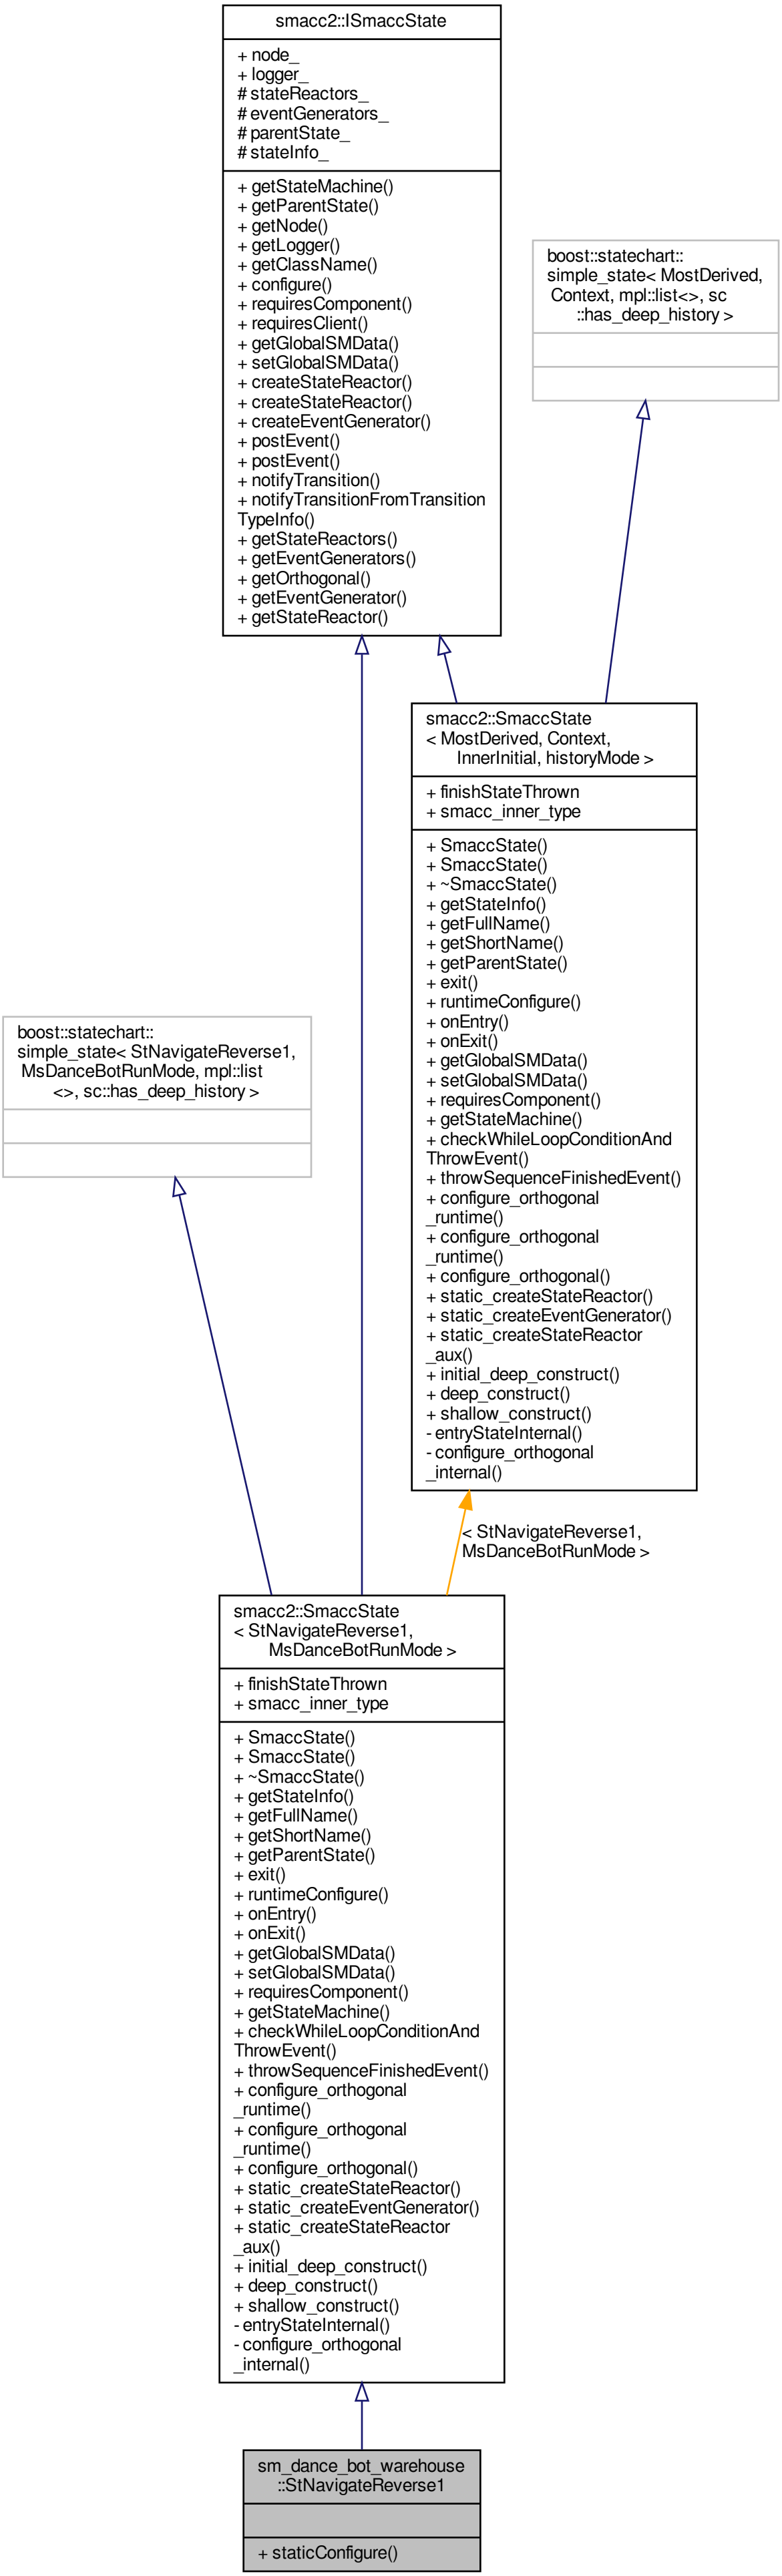 smacc2::ISmaccState
+ node_
+ logger_
# stateReactors_
# eventGenerators_
# parentState_
# stateInfo_
+ getStateMachine()
+ getParentState()
+ getNode()
+ getLogger()
+ getClassName()
+ configure()
+ requiresComponent()
+ requiresClient()
+ getGlobalSMData()
+ setGlobalSMData()
+ createStateReactor()
+ createStateReactor()
+ createEventGenerator()
+ postEvent()
+ postEvent()
+ notifyTransition()
+ notifyTransitionFromTransition
TypeInfo()
+ getStateReactors()
+ getEventGenerators()
+ getOrthogonal()
+ getEventGenerator()
+ getStateReactor()
boost::statechart::
simple_state< MostDerived,
Context, mpl::list<>, sc
::has_deep_history >
smacc2::SmaccState
< MostDerived, Context,
InnerInitial, historyMode >
+ finishStateThrown
+ smacc_inner_type
+ SmaccState()
+ SmaccState()
+ ~SmaccState()
+ getStateInfo()
+ getFullName()
+ getShortName()
+ getParentState()
+ exit()
+ runtimeConfigure()
+ onEntry()
+ onExit()
+ getGlobalSMData()
+ setGlobalSMData()
+ requiresComponent()
+ getStateMachine()
+ checkWhileLoopConditionAnd
ThrowEvent()
+ throwSequenceFinishedEvent()
+ configure_orthogonal
_runtime()
+ configure_orthogonal
_runtime()
+ configure_orthogonal()
+ static_createStateReactor()
+ static_createEventGenerator()
+ static_createStateReactor
_aux()
+ initial_deep_construct()
+ deep_construct()
+ shallow_construct()
- entryStateInternal()
- configure_orthogonal
_internal()
boost::statechart::
simple_state< StNavigateReverse1,
MsDanceBotRunMode, mpl::list
<>, sc::has_deep_history >
< StNavigateReverse1,
MsDanceBotRunMode >
smacc2::SmaccState
< StNavigateReverse1,
MsDanceBotRunMode >
+ finishStateThrown
+ smacc_inner_type
+ SmaccState()
+ SmaccState()
+ ~SmaccState()
+ getStateInfo()
+ getFullName()
+ getShortName()
+ getParentState()
+ exit()
+ runtimeConfigure()
+ onEntry()
+ onExit()
+ getGlobalSMData()
+ setGlobalSMData()
+ requiresComponent()
+ getStateMachine()
+ checkWhileLoopConditionAnd
ThrowEvent()
+ throwSequenceFinishedEvent()
+ configure_orthogonal
_runtime()
+ configure_orthogonal
_runtime()
+ configure_orthogonal()
+ static_createStateReactor()
+ static_createEventGenerator()
+ static_createStateReactor
_aux()
+ initial_deep_construct()
+ deep_construct()
+ shallow_construct()
- entryStateInternal()
- configure_orthogonal
_internal()
sm_dance_bot_warehouse
::StNavigateReverse1
+ staticConfigure()